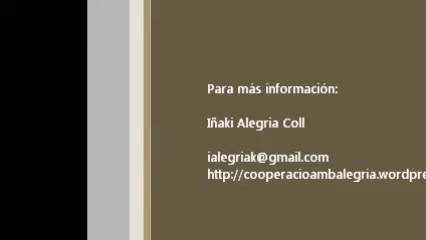 Para más información:
Iñaki Alegria Coll
ialegriak@gmail.com
http://cooperacioambalegria.wordpre